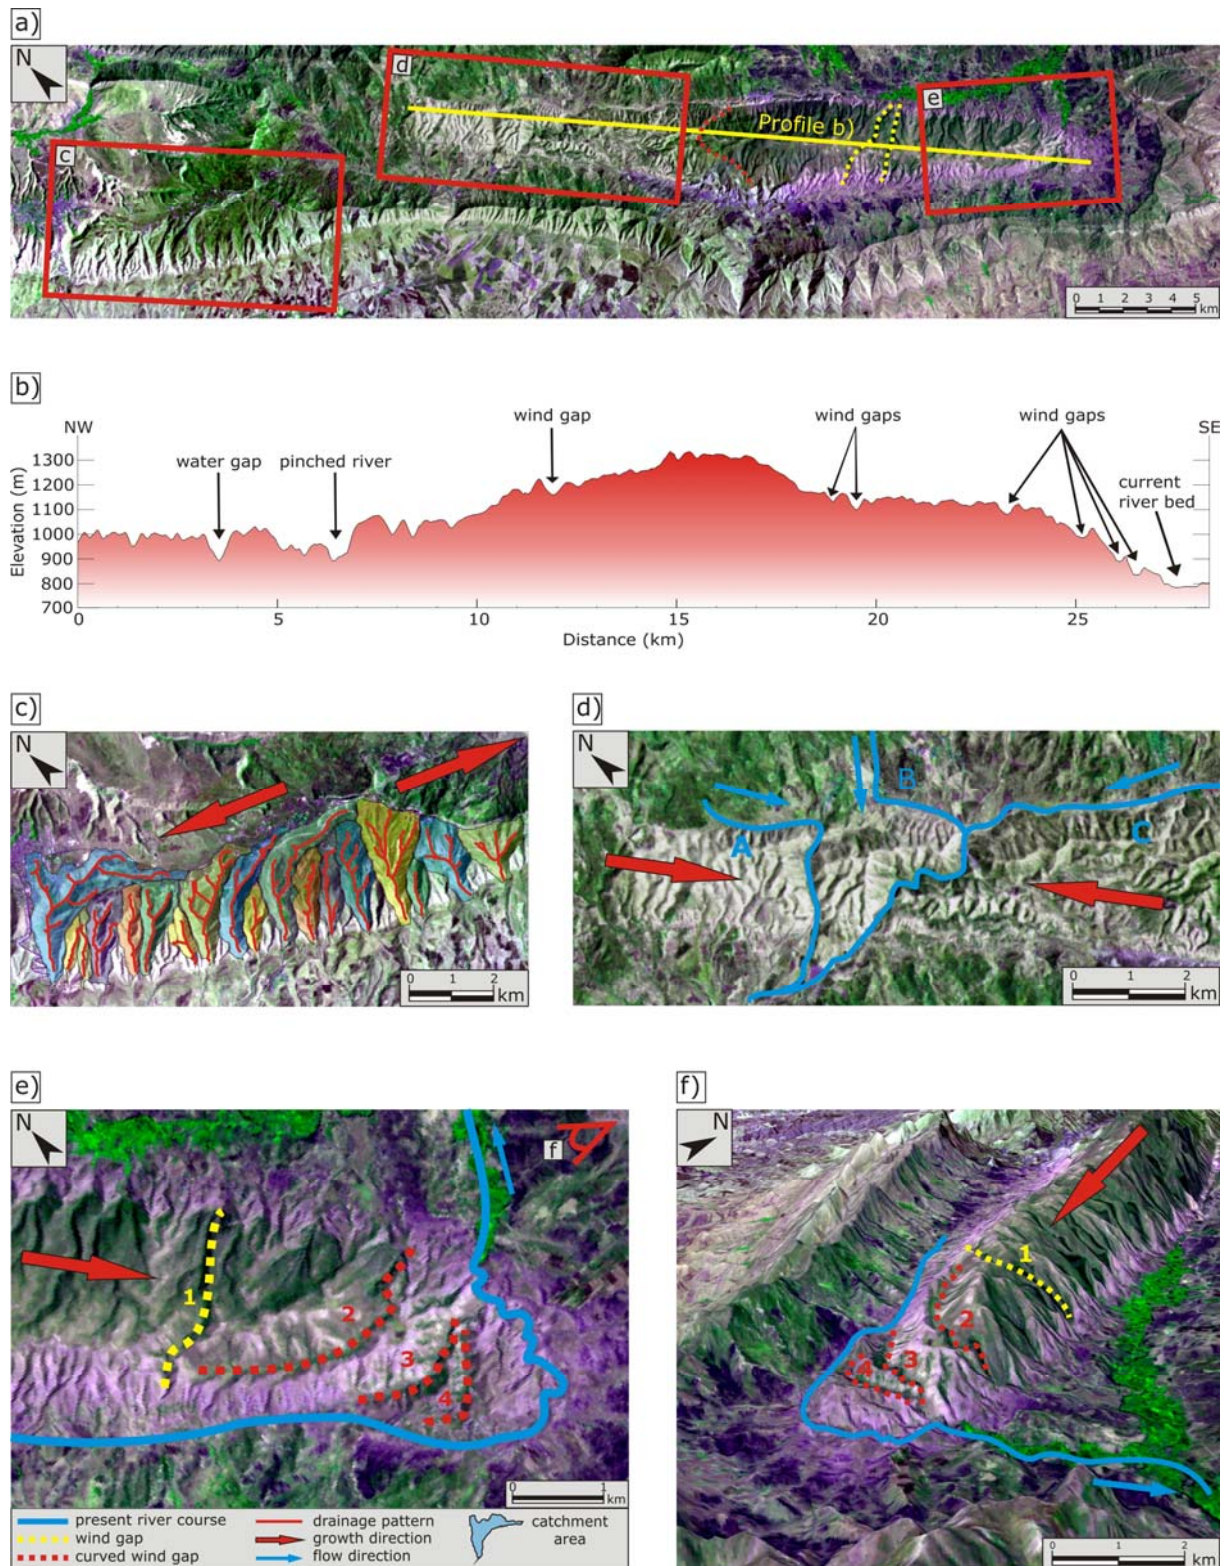 a)
N
d
e
Profile b)
c
0 1 2 3 4 5
km
b)
NW
SE
wind gap
wind gaps
wind gaps
water gap
pinched river
current
river bed
Elevation (m)
1300
1200
1100
1000
900
800
700
0 5 10 15 20 25
Distance (km)
c)
N
0 1 2
km
d)
N
A
B
C
0 1 2
km
e)
N
f
1
2
3
4
0 1
km
present river course
wind gap
curved wind gap
drainage pattern
growth direction
flow direction
catchment
area
f)
N
1
2
3
4
0 1 2
km